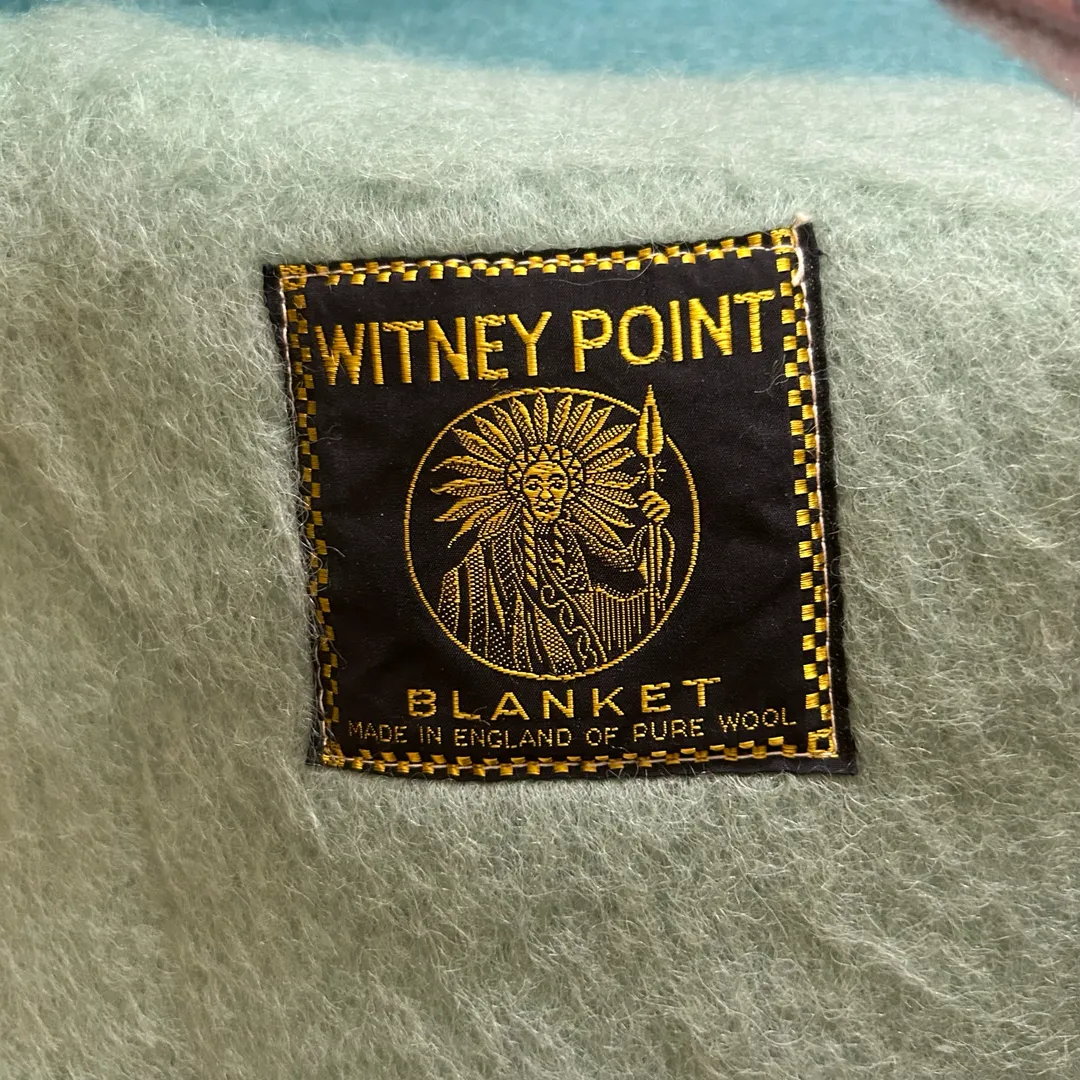 WITNEY POINT
BLANKET
MADE IN ENGLAND OF PURE WOOL